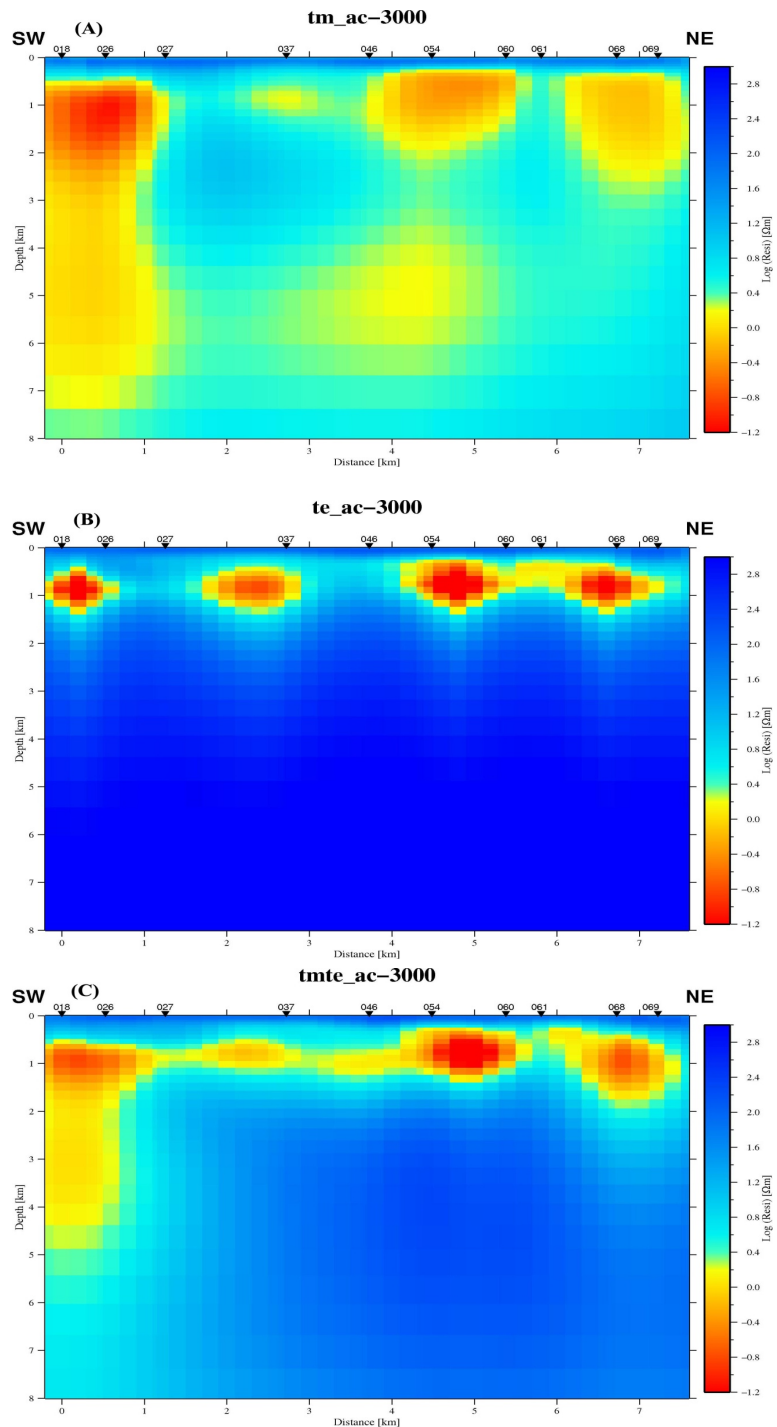 tm_ac-3000
(A)
SW NE
018 026 027 037 046 054 060 061 068 069
0
1
2
3
4
5
6
7
8
Depth [km]
0 1 2 3 4 5 6 7
Distance [km]
2.8
2.4
2.0
1.6
1.2
0.8
0.4
0.0
-0.4
-0.8
-1.2
Log (Resi) [Ωm]
te_ac-3000
(B)
SW NE
018 026 027 037 046 054 060 061 068 069
0
1
2
3
4
5
6
7
8
Depth [km]
0 1 2 3 4 5 6 7
Distance [km]
2.8
2.4
2.0
1.6
1.2
0.8
0.4
0.0
-0.4
-0.8
-1.2
Log (Resi) [Ωm]
tmte_ac-3000
(C)
SW NE
018 026 027 037 046 054 060 061 068 069
0
1
2
3
4
5
6
7
8
Depth [km]
0 1 2 3 4 5 6 7
Distance [km]
2.8
2.4
2.0
1.6
1.2
0.8
0.4
0.0
-0.4
-0.8
-1.2
Log (Resi) [Ωm]